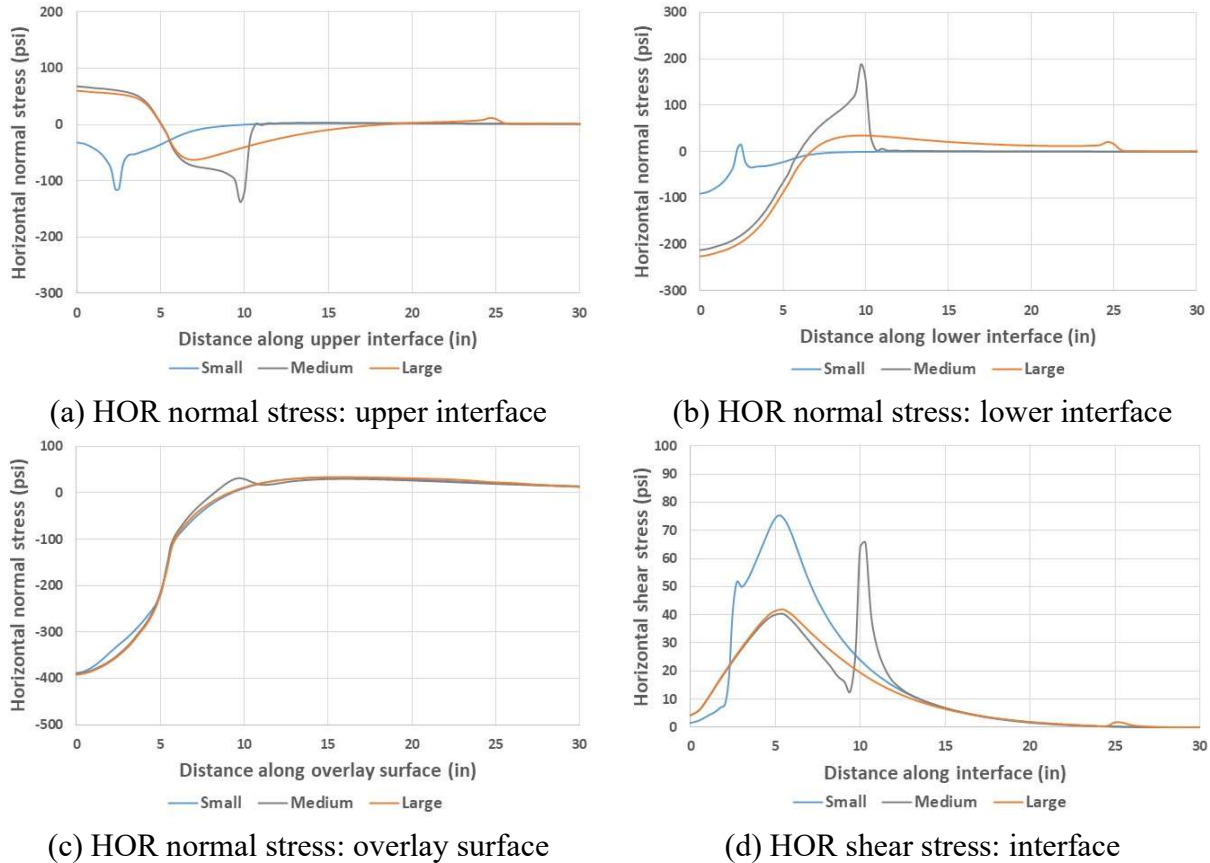 200
100
0
-100
-200
-300
Horizontal normal stress (psi)
0 5 10 15 20 25 30
Distance along upper interface (in)
Small Medium Large
(a) HOR normal stress: upper interface
300
200
100
0
-100
-200
-300
Horizontal normal stress (psi)
0 5 10 15 20 25 30
Distance along lower interface (in)
Small Medium Large
(b) HOR normal stress: lower interface
100
0
-100
-200
-300
-400
-500
Horizontal normal stress (psi)
0 5 10 15 20 25 30
Distance along overlay surface (in)
Small Medium Large
(c) HOR normal stress: overlay surface
100
90
80
70
60
50
40
30
20
10
0
Horizontal shear stress (psi)
0 5 10 15 20 25 30
Distance along interface (in)
Small Medium Large
(d) HOR shear stress: interface